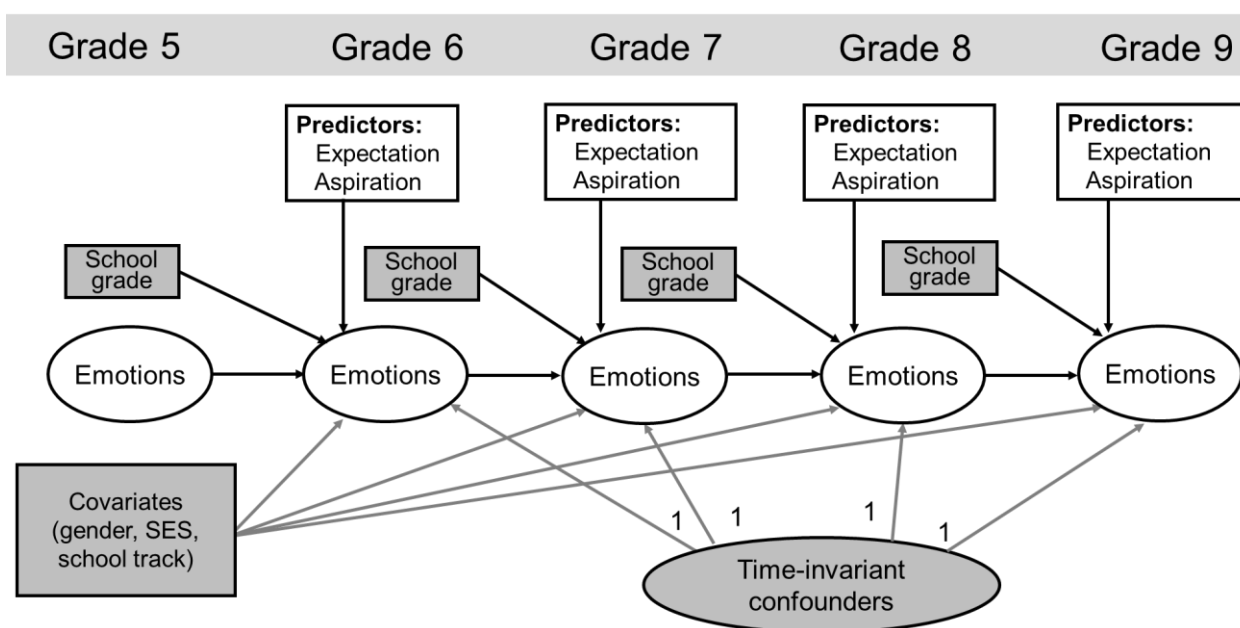 Grade 5 Grade 6 Grade 7 Grade 8 Grade 9
Predictors:
Expectation
Aspiration
Predictors:
Expectation
Aspiration
Predictors:
Expectation
Aspiration
Predictors:
Expectation
Aspiration
School
grade
School
grade
School
grade
School
grade
Emotions Emotions Emotions Emotions Emotions
Covariates
(gender, SES,
school track)
1 1 1 1
Time-invariant
confounders